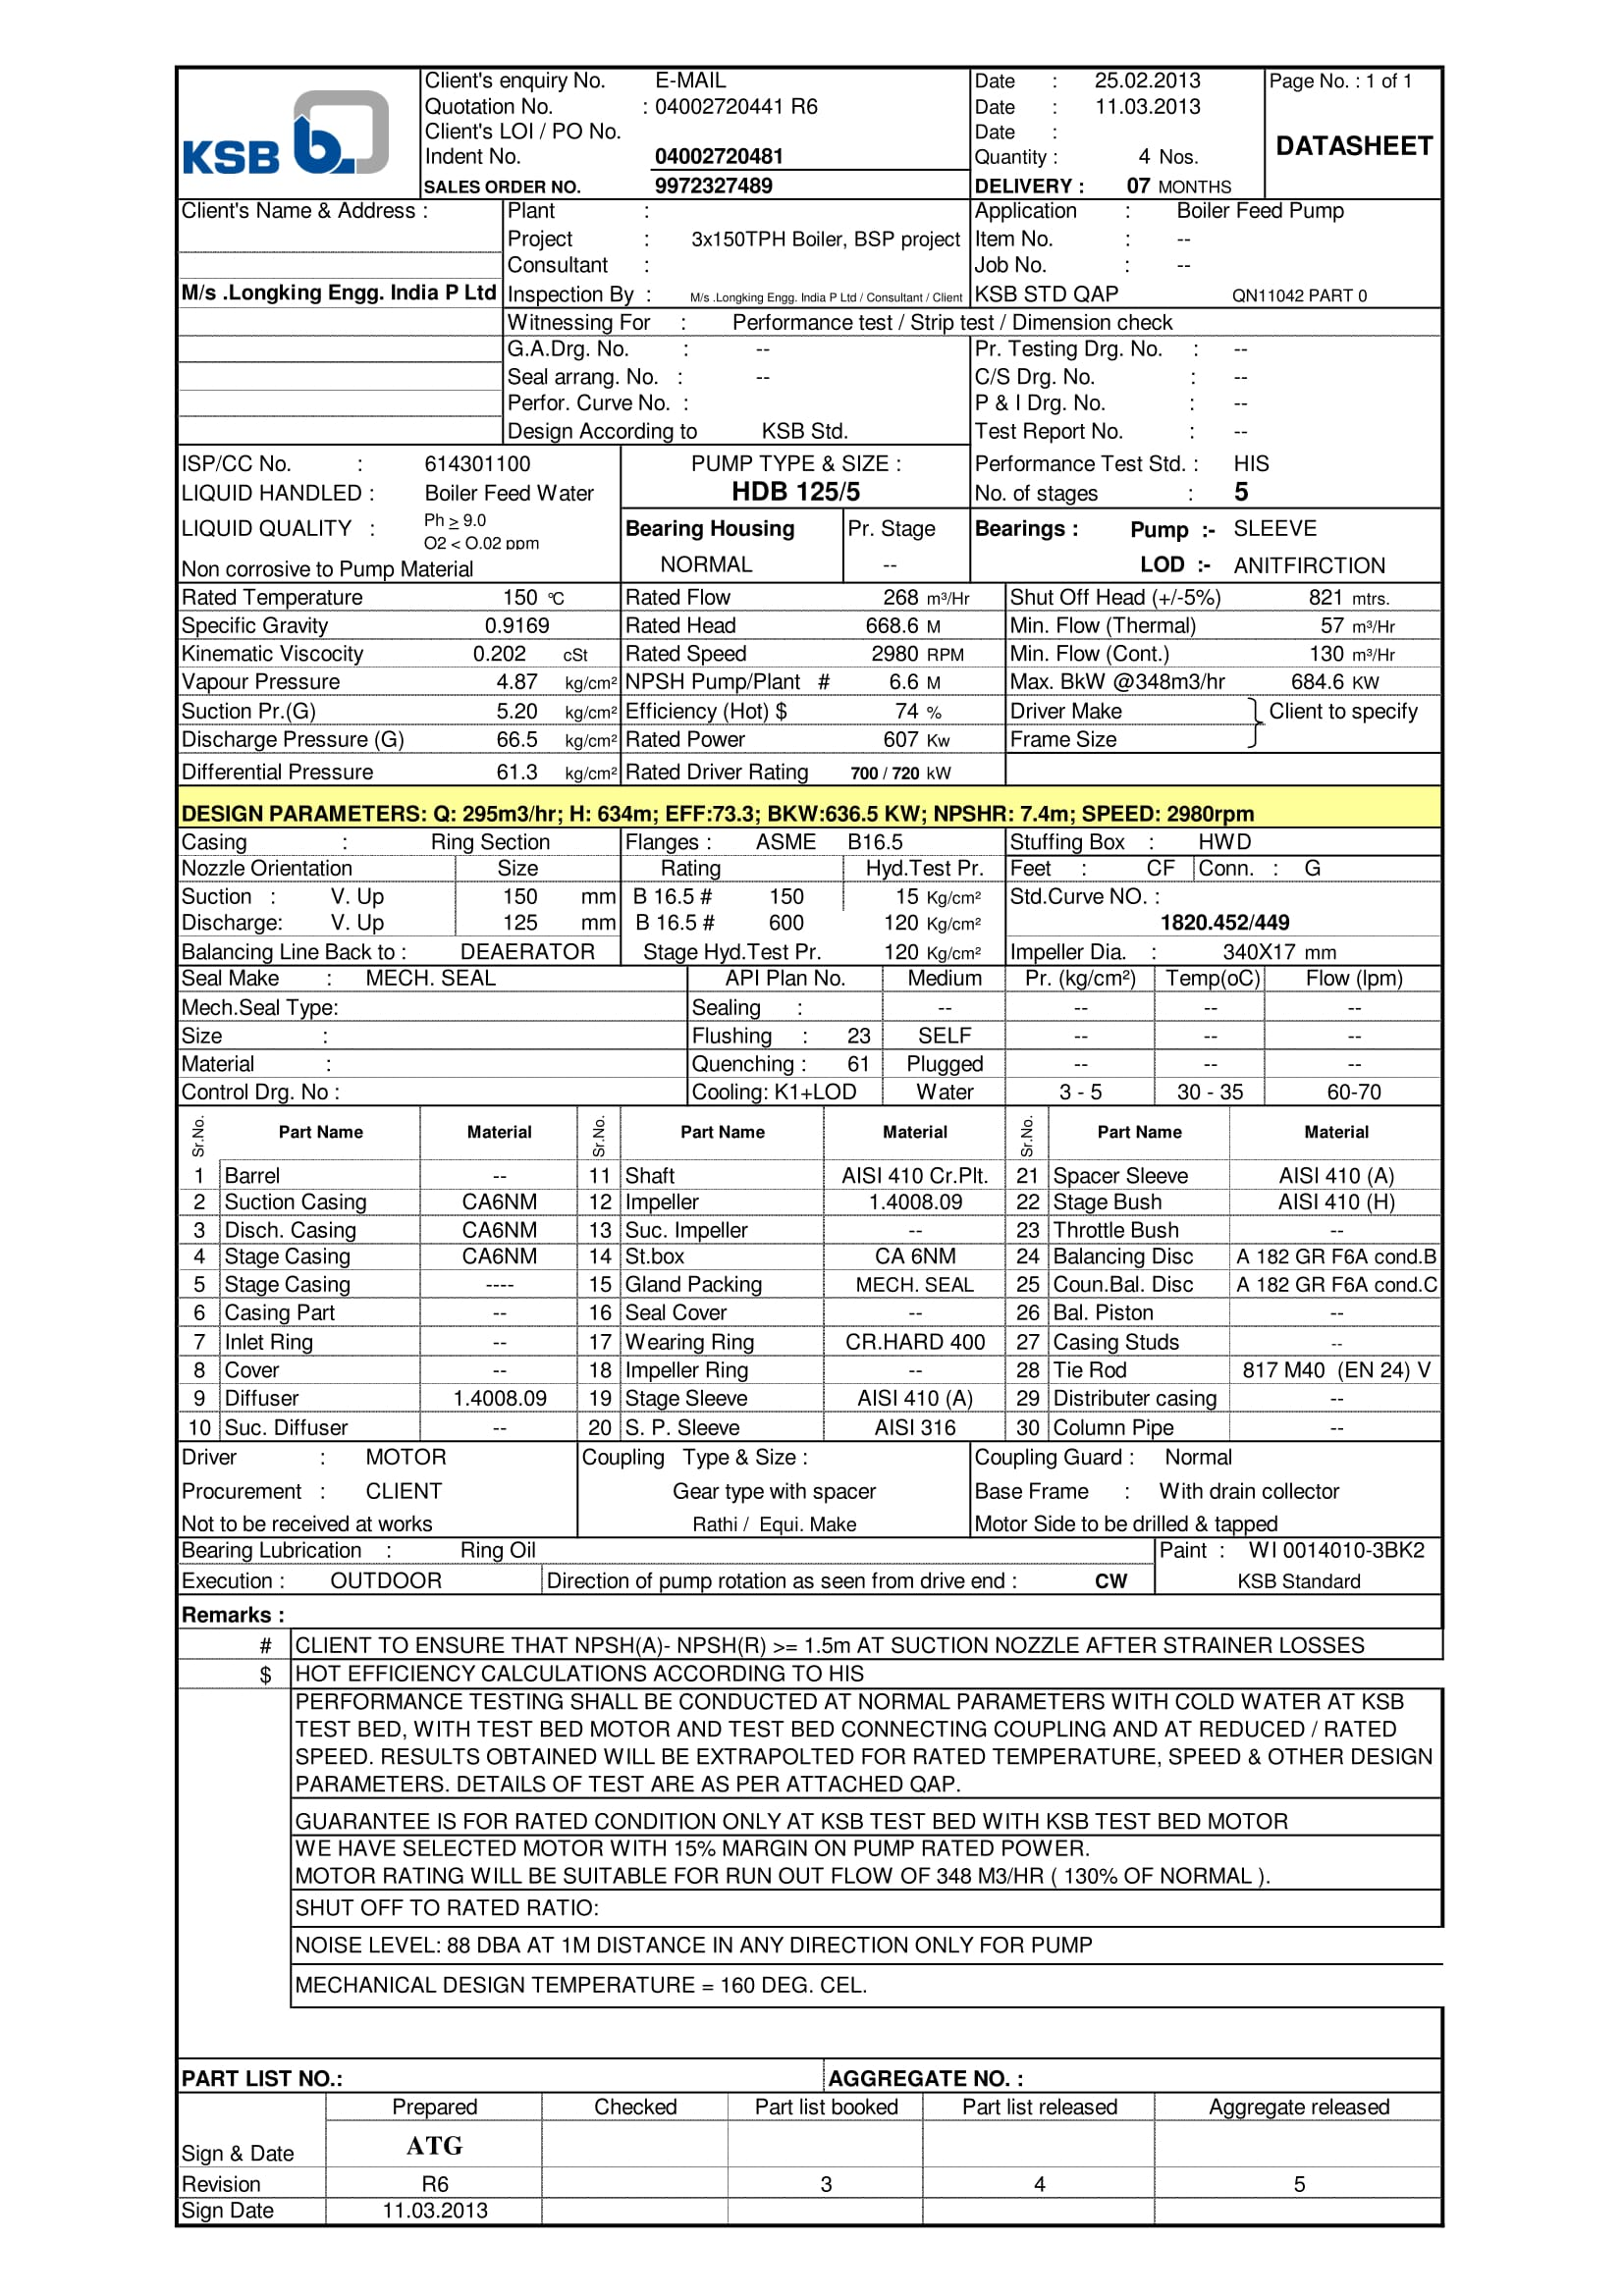 KSB b.
Client's enquiry No. E-MAIL Date : 25.02.2013 Page No. : 1 of 1
Quotation No. : 04002720441 R6 Date : 11.03.2013
Client's LOI / PO No. Date :
DATASHEET
Indent No. 04002720481 Quantity : 4 Nos.
SALES ORDER NO. 9972327489 DELIVERY : 07 MONTHS
Client's Name & Address : Plant : Application : Boiler Feed Pump
Project : 3x150TPH Boiler, BSP project Item No. : --
Consultant : Job No. : --
M/s .Longking Engg. India P Ltd Inspection By : M/s .Longking Engg. India P Ltd / Consultant / Client KSB STD QAP QN11042 PART 0
Witnessing For : Performance test / Strip test / Dimension check
G.A.Drg. No. : -- Pr. Testing Drg. No. : --
Seal arrang. No. : -- C/S Drg. No. : --
Perfor. Curve No. : P & I Drg. No. : --
Design According to KSB Std. Test Report No. : --
ISP/CC No. : 614301100 PUMP TYPE & SIZE : Performance Test Std. : HIS
LIQUID HANDLED : Boiler Feed Water HDB 125/5 No. of stages : 5
LIQUID QUALITY : Ph ≥ 9.0 Bearing Housing Pr. Stage Bearings : Pump :- SLEEVE
O2 < O.02 ppm
Non corrosive to Pump Material NORMAL -- LOD :- ANITFIRCTION
Rated Temperature 150 °C Rated Flow 268 m³/Hr Shut Off Head (+/-5%) 821 mtrs.
Specific Gravity 0.9169 Rated Head 668.6 M Min. Flow (Thermal) 57 m³/Hr
Kinematic Viscocity 0.202 cSt Rated Speed 2980 RPM Min. Flow (Cont.) 130 m³/Hr
Vapour Pressure 4.87 kg/cm² NPSH Pump/Plant # 6.6 M Max. BkW @348m3/hr 684.6 KW
Suction Pr.(G) 5.20 kg/cm² Efficiency (Hot) $ 74 % Driver Make Client to specify
Discharge Pressure (G) 66.5 kg/cm² Rated Power 607 Kw Frame Size
Differential Pressure 61.3 kg/cm² Rated Driver Rating 700 / 720 kW
DESIGN PARAMETERS: Q: 295m3/hr; H: 634m; EFF:73.3; BKW:636.5 KW; NPSHR: 7.4m; SPEED: 2980rpm
Casing : Ring Section Flanges : ASME B16.5 Stuffing Box : HWD
Nozzle Orientation Size Rating Hyd.Test Pr. Feet : CF Conn. : G
Suction : V. Up 150 mm B 16.5 # 150 15 Kg/cm² Std.Curve NO. :
Discharge: V. Up 125 mm B 16.5 # 600 120 Kg/cm² 1820.452/449
Balancing Line Back to : DEAERATOR Stage Hyd.Test Pr. 120 Kg/cm² Impeller Dia. : 340X17 mm
Seal Make : MECH. SEAL API Plan No. Medium Pr. (kg/cm²) Temp(oC) Flow (lpm)
Mech.Seal Type: Sealing : -- -- -- --
Size : Flushing : 23 SELF -- -- --
Material : Quenching : 61 Plugged -- -- --
Control Drg. No : Cooling: K1+LOD Water 3 - 5 30 - 35 60-70
Sr.No. Part Name Material Sr.No. Part Name Material Sr.No. Part Name Material
1 Barrel -- 11 Shaft AISI 410 Cr.Plt. 21 Spacer Sleeve AISI 410 (A)
2 Suction Casing CA6NM 12 Impeller 1.4008.09 22 Stage Bush AISI 410 (H)
3 Disch. Casing CA6NM 13 Suc. Impeller -- 23 Throttle Bush --
4 Stage Casing CA6NM 14 St.box CA 6NM 24 Balancing Disc A 182 GR F6A cond.B
5 Stage Casing ---- 15 Gland Packing MECH. SEAL 25 Coun.Bal. Disc A 182 GR F6A cond.C
6 Casing Part -- 16 Seal Cover -- 26 Bal. Piston --
7 Inlet Ring -- 17 Wearing Ring CR.HARD 400 27 Casing Studs --
8 Cover -- 18 Impeller Ring -- 28 Tie Rod 817 M40 (EN 24) V
9 Diffuser 1.4008.09 19 Stage Sleeve AISI 410 (A) 29 Distributer casing --
10 Suc. Diffuser -- 20 S. P. Sleeve AISI 316 30 Column Pipe --
Driver : MOTOR Coupling Type & Size : Coupling Guard : Normal
Procurement : CLIENT Gear type with spacer Base Frame : With drain collector
Not to be received at works Rathi / Equi. Make Motor Side to be drilled & tapped
Bearing Lubrication : Ring Oil Paint : WI 0014010-3BK2
Execution : OUTDOOR Direction of pump rotation as seen from drive end : CW KSB Standard
Remarks :
# CLIENT TO ENSURE THAT NPSH(A)- NPSH(R) >= 1.5m AT SUCTION NOZZLE AFTER STRAINER LOSSES
$ HOT EFFICIENCY CALCULATIONS ACCORDING TO HIS
PERFORMANCE TESTING SHALL BE CONDUCTED AT NORMAL PARAMETERS WITH COLD WATER AT KSB
TEST BED, WITH TEST BED MOTOR AND TEST BED CONNECTING COUPLING AND AT REDUCED / RATED
SPEED. RESULTS OBTAINED WILL BE EXTRAPOLTED FOR RATED TEMPERATURE, SPEED & OTHER DESIGN
PARAMETERS. DETAILS OF TEST ARE AS PER ATTACHED QAP.
GUARANTEE IS FOR RATED CONDITION ONLY AT KSB TEST BED WITH KSB TEST BED MOTOR
WE HAVE SELECTED MOTOR WITH 15% MARGIN ON PUMP RATED POWER.
MOTOR RATING WILL BE SUITABLE FOR RUN OUT FLOW OF 348 M3/HR ( 130% OF NORMAL ).
SHUT OFF TO RATED RATIO:
NOISE LEVEL: 88 DBA AT 1M DISTANCE IN ANY DIRECTION ONLY FOR PUMP
MECHANICAL DESIGN TEMPERATURE = 160 DEG. CEL.
PART LIST NO.: AGGREGATE NO. :
Prepared Checked Part list booked Part list released Aggregate released
Sign & Date ATG
Revision R6 3 4 5
Sign Date 11.03.2013